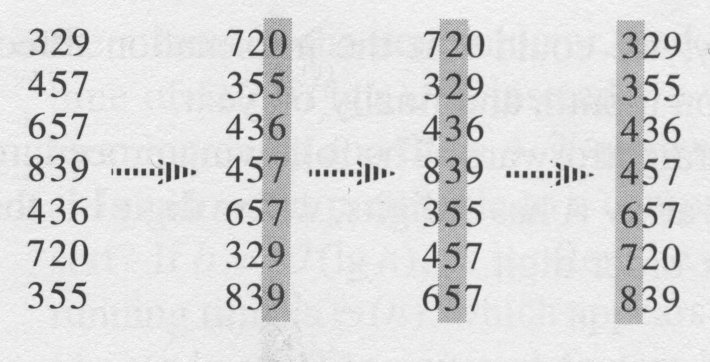 329 720 720 329
457 355 329 355
657 436 436 436
839 457 839 457
436 657 355 657
720 329 457 720
355 839 657 839